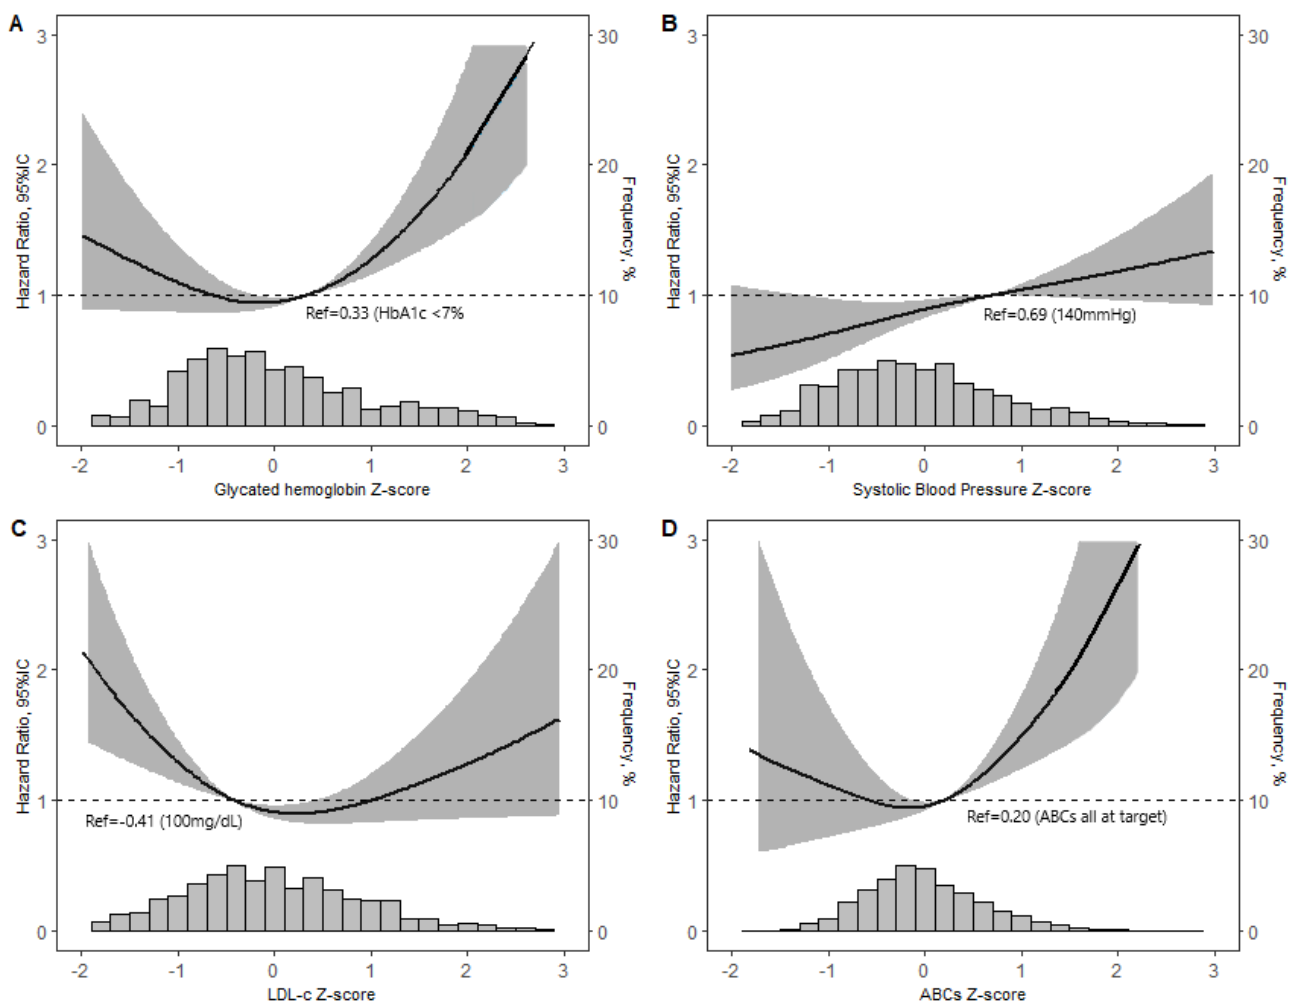 A
3
2
1
0
Hazard Ratio, 95%IC
30
20
10
0
Frequency, %
Ref=0.33 (HbA1c <7%
-2 -1 0 1 2 3
Glycated hemoglobin Z-score
B
3
2
1
0
Hazard Ratio, 95%IC
30
20
10
0
Frequency, %
Ref=0.69 (140mmHg)
-2 -1 0 1 2 3
Systolic Blood Pressure Z-score
C
3
2
1
0
Hazard Ratio, 95%IC
30
20
10
0
Frequency, %
Ref=-0.41 (100mg/dL)
-2 -1 0 1 2 3
LDL-c Z-score
D
3
2
1
0
Hazard Ratio, 95%IC
30
20
10
0
Frequency, %
Ref=0.20 (ABCs all at target)
-2 -1 0 1 2 3
ABCs Z-score